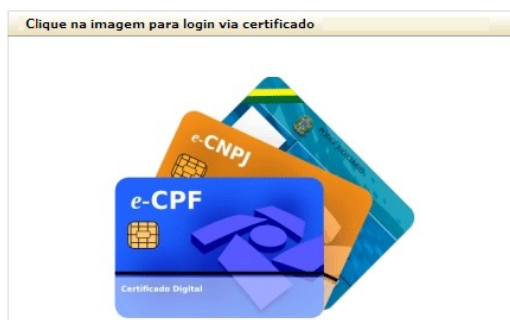 Clique na imagem para login via certificado
e-CNPJ
e-CPF
Certificado Digital